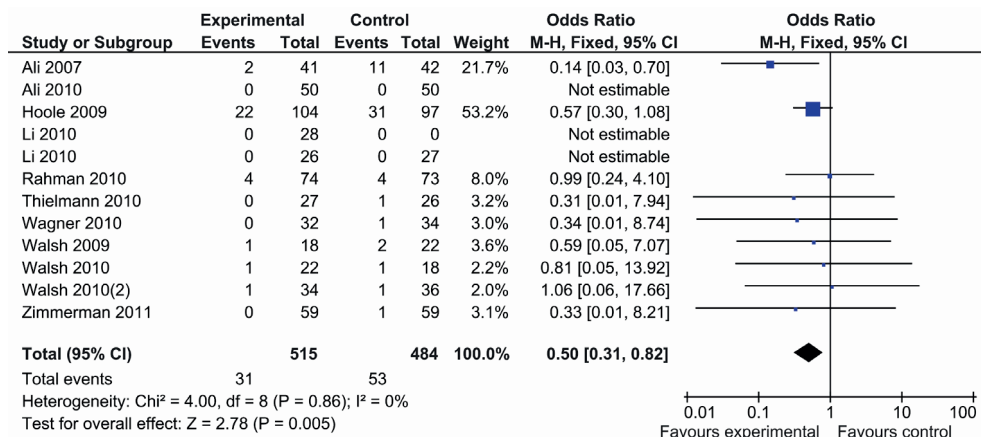 Experimental Control Odds Ratio Odds Ratio
Study or Subgroup Events Total Events Total Weight M-H, Fixed, 95% CI M-H, Fixed, 95% CI
Ali 2007 2 41 11 42 21.7% 0.14 [0.03, 0.70]
Ali 2010 0 50 0 50 Not estimable
Hoole 2009 22 104 31 97 53.2% 0.57 [0.30, 1.08]
Li 2010 0 28 0 0 Not estimable
Li 2010 0 26 0 27 Not estimable
Rahman 2010 4 74 4 73 8.0% 0.99 [0.24, 4.10]
Thielmann 2010 0 27 1 26 3.2% 0.31 [0.01, 7.94]
Wagner 2010 0 32 1 34 3.0% 0.34 [0.01, 8.74]
Walsh 2009 1 18 2 22 3.6% 0.59 [0.05, 7.07]
Walsh 2010 1 22 1 18 2.2% 0.81 [0.05, 13.92]
Walsh 2010(2) 1 34 1 36 2.0% 1.06 [0.06, 17.66]
Zimmerman 2011 0 59 1 59 3.1% 0.33 [0.01, 8.21]
Total (95% CI) 515 484 100.0% 0.50 [0.31, 0.82]
Total events 31 53
Heterogeneity: Chi² = 4.00, df = 8 (P = 0.86); I² = 0%
Test for overall effect: Z = 2.78 (P = 0.005)
0.01 0.1 1 10 100
Favours experimental Favours control